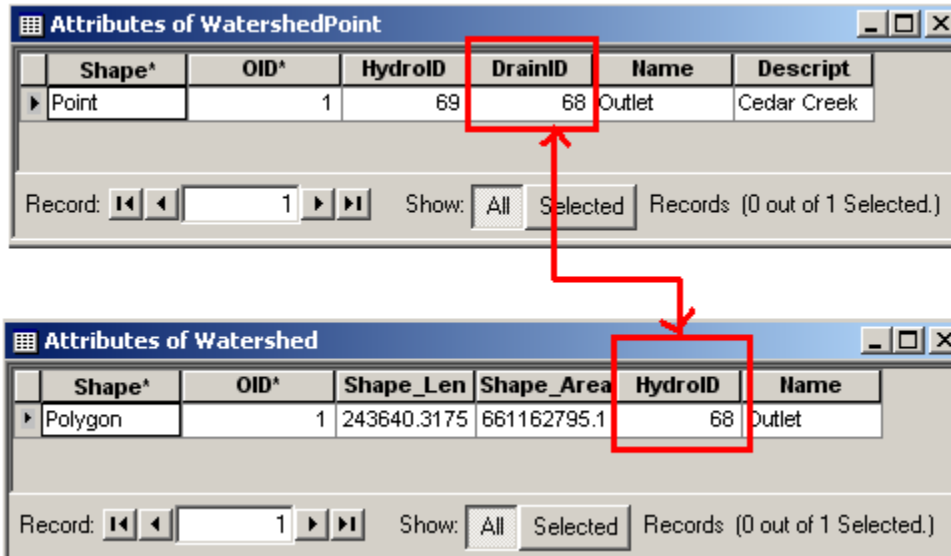 Attributes of WatershedPoint
Shape* OID* HydroID DrainID Name Descript
Point 1 69 68 Outlet Cedar Creek
Record: 1 Show: All Selected Records (0 out of 1 Selected.)
Attributes of Watershed
Shape* OID* Shape_Len Shape_Area HydroID Name
Polygon 1 243640.3175 661162795.1 68 Outlet
Record: 1 Show: All Selected Records (0 out of 1 Selected.)